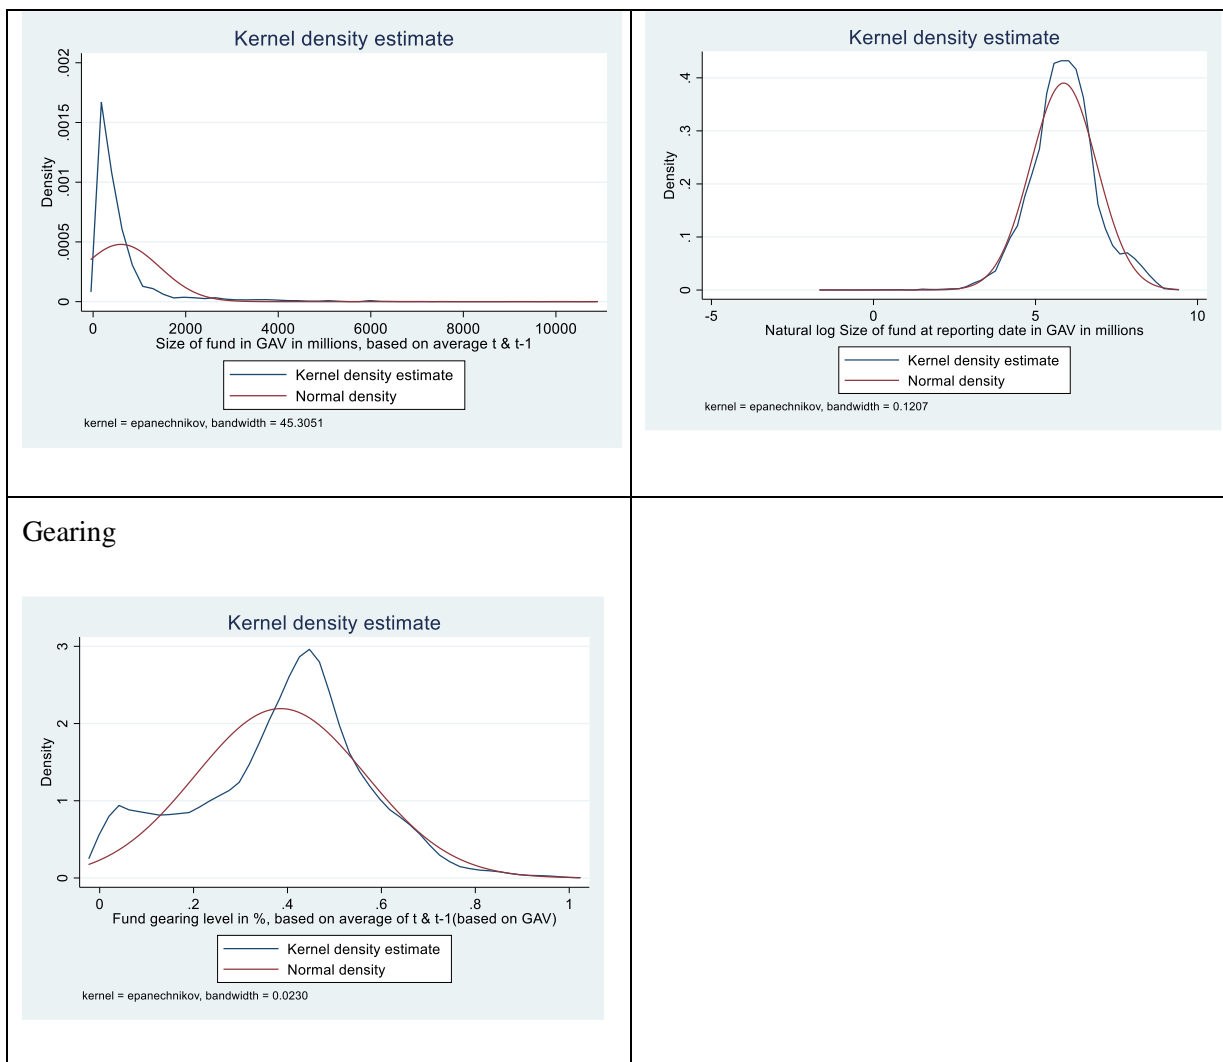 Kernel density estimate
Density
0 .0005 .001 .0015 .002
0 2000 4000 6000 8000 10000
Size of fund in GAV in millions, based on average t & t-1
Kernel density estimate
Normal density
kernel = epanechnikov, bandwidth = 45.3051
Kernel density estimate
Density
0 .1 .2 .3 .4
-5 0 5 10
Natural log Size of fund at reporting date in GAV in millions
Kernel density estimate
Normal density
kernel = epanechnikov, bandwidth = 0.1207
Gearing
Kernel density estimate
Density
0 1 2 3
0 .2 .4 .6 .8 1
Fund gearing level in %, based on average of t & t-1(based on GAV)
Kernel density estimate
Normal density
kernel = epanechnikov, bandwidth = 0.0230